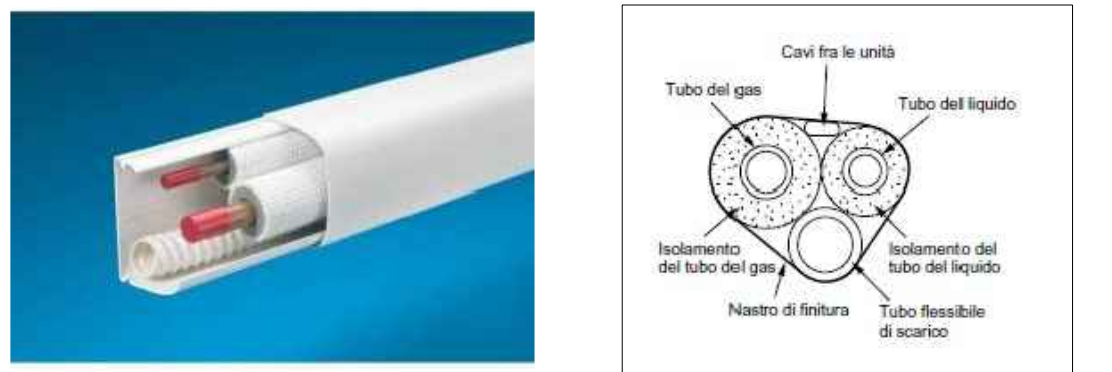 Cavi fra le unità
Tubo del gas
Tubo dell liquido
Isolamento
del tubo del gas
Isolamento del
tubo del liquido
Nastro di finitura
Tubo flessibile
di scarico